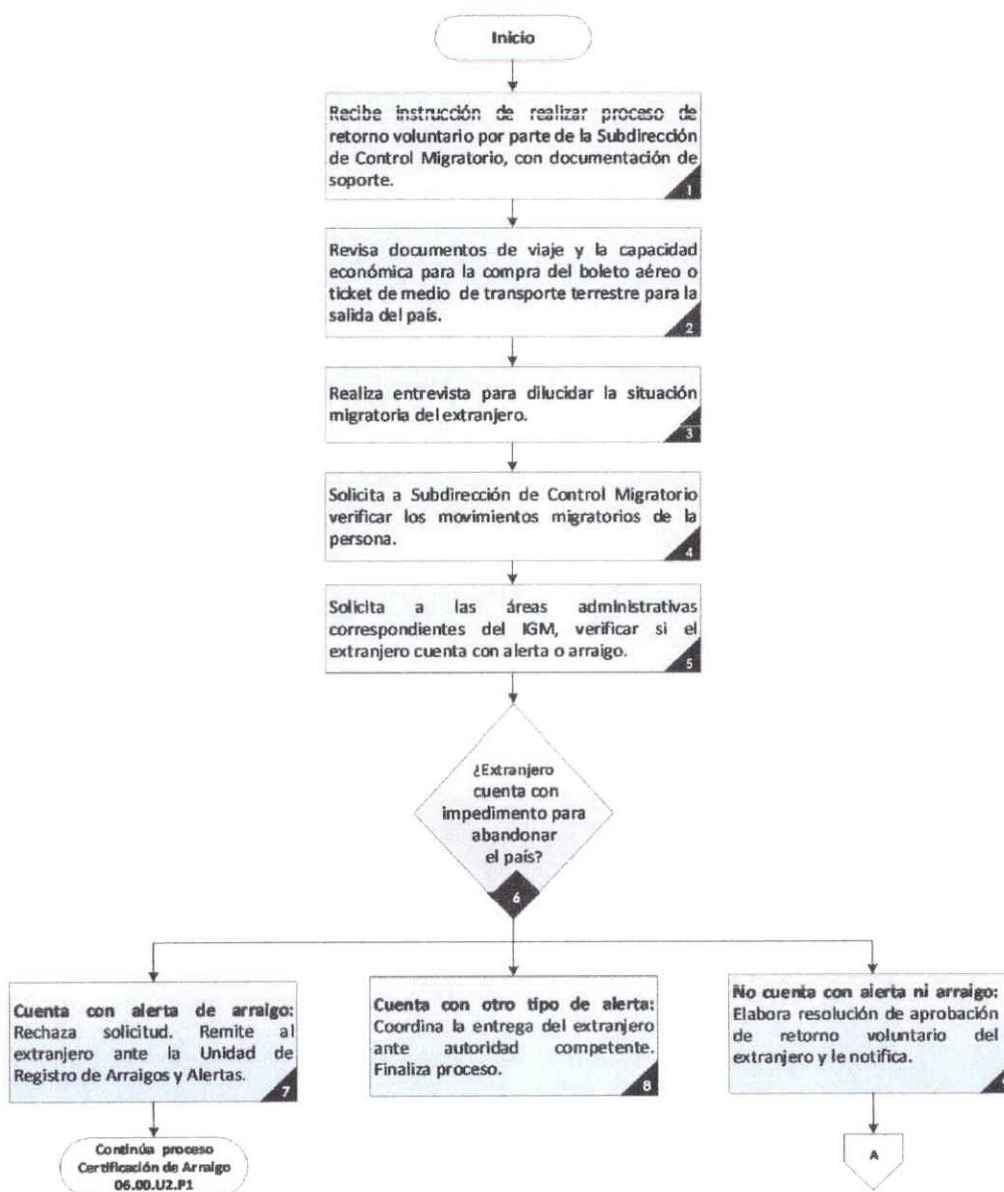 Inicio
Recibe instrucción de realizar proceso de
retorno voluntario por parte de la Subdirección
de Control Migratorio, con documentación de
soporte.
1
Revisa documentos de viaje y la capacidad
económica para la compra del boleto aéreo o
ticket de medio de transporte terrestre para la
salida del país.
2
Realiza entrevista para dilucidar la situación
migratoria del extranjero.
3
Solicita a Subdirección de Control Migratorio
verificar los movimientos migratorios de la
persona.
4
Solicita a las áreas administrativas
correspondientes del IGM, verificar si el
extranjero cuenta con alerta o arraigo.
5
¿Extranjero
cuenta con
impedimento para
abandonar
el país?
6
Cuenta con alerta de arraigo:
Rechaza solicitud. Remite al
extranjero ante la Unidad de
Registro de Arraigos y Alertas.
7
Continúa proceso
Certificación de Arraigo
06.00.U2.P1
Cuenta con otro tipo de alerta:
Coordina la entrega del extranjero
ante autoridad competente.
Finaliza proceso.
8
No cuenta con alerta ni arraigo:
Elabora resolución de aprobación
de retorno voluntario del
extranjero y le notifica.
A